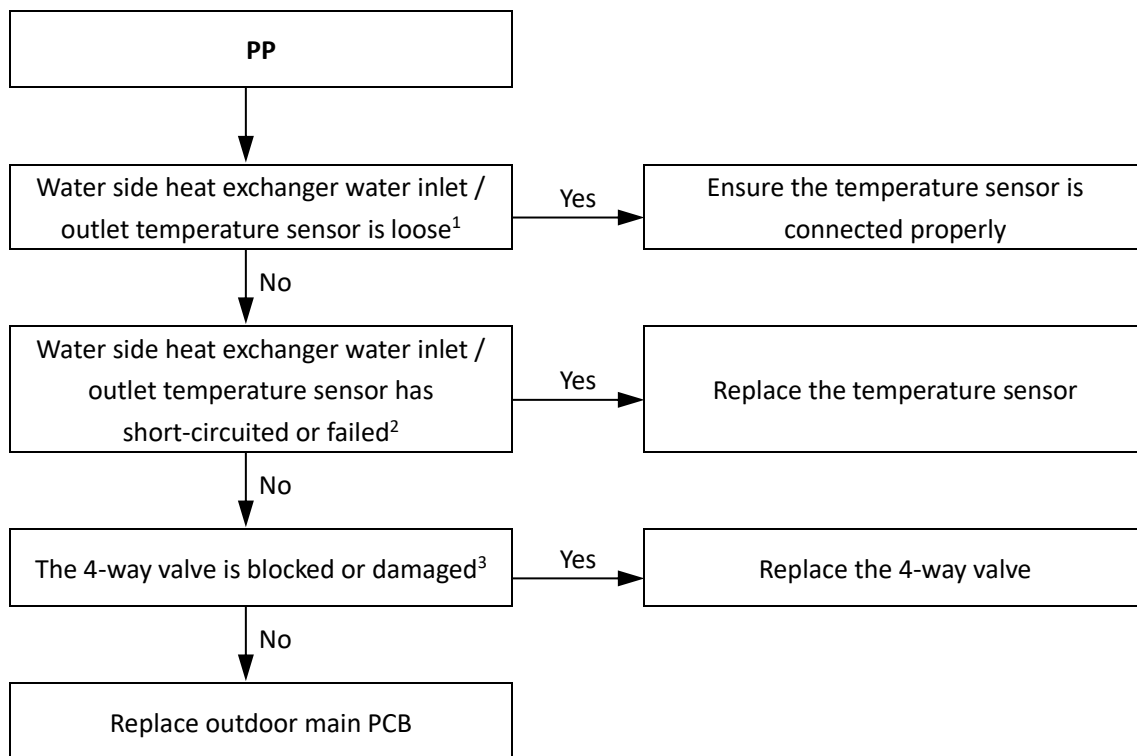 PP
Water side heat exchanger water inlet /
outlet temperature sensor is loose¹
Yes
Ensure the temperature sensor is
connected properly
No
Water side heat exchanger water inlet /
outlet temperature sensor has
short-circuited or failed²
Yes
Replace the temperature sensor
No
The 4-way valve is blocked or damaged³
Yes
Replace the 4-way valve
No
Replace outdoor main PCB